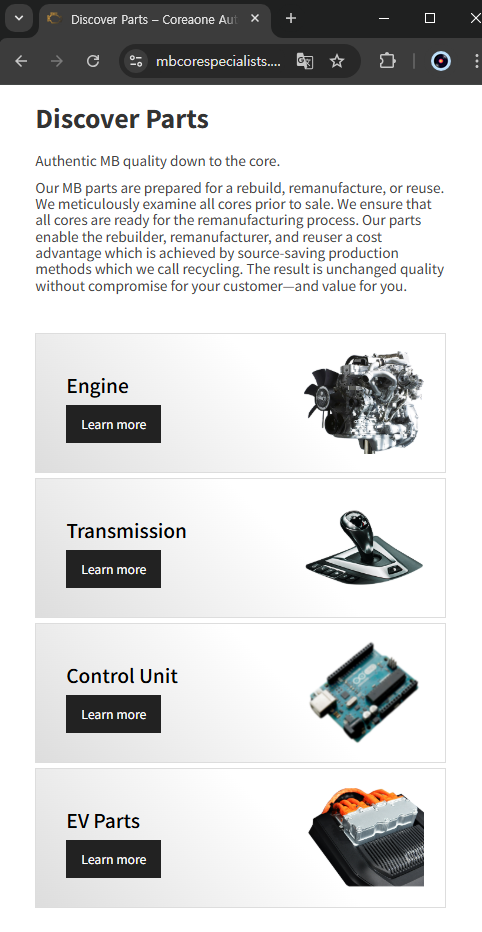 Discover Parts – Coreaone Aut
mbcorespecialists....
Discover Parts
Authentic MB quality down to the core.
Our MB parts are prepared for a rebuild, remanufacture, or reuse.
We meticulously examine all cores prior to sale. We ensure that
all cores are ready for the remanufacturing process. Our parts
enable the rebuilder, remanufacturer, and reuser a cost
advantage which is achieved by source-saving production
methods which we call recycling. The result is unchanged quality
without compromise for your customer—and value for you.
Engine
Learn more
Transmission
Learn more
Control Unit
Learn more
EV Parts
Learn more